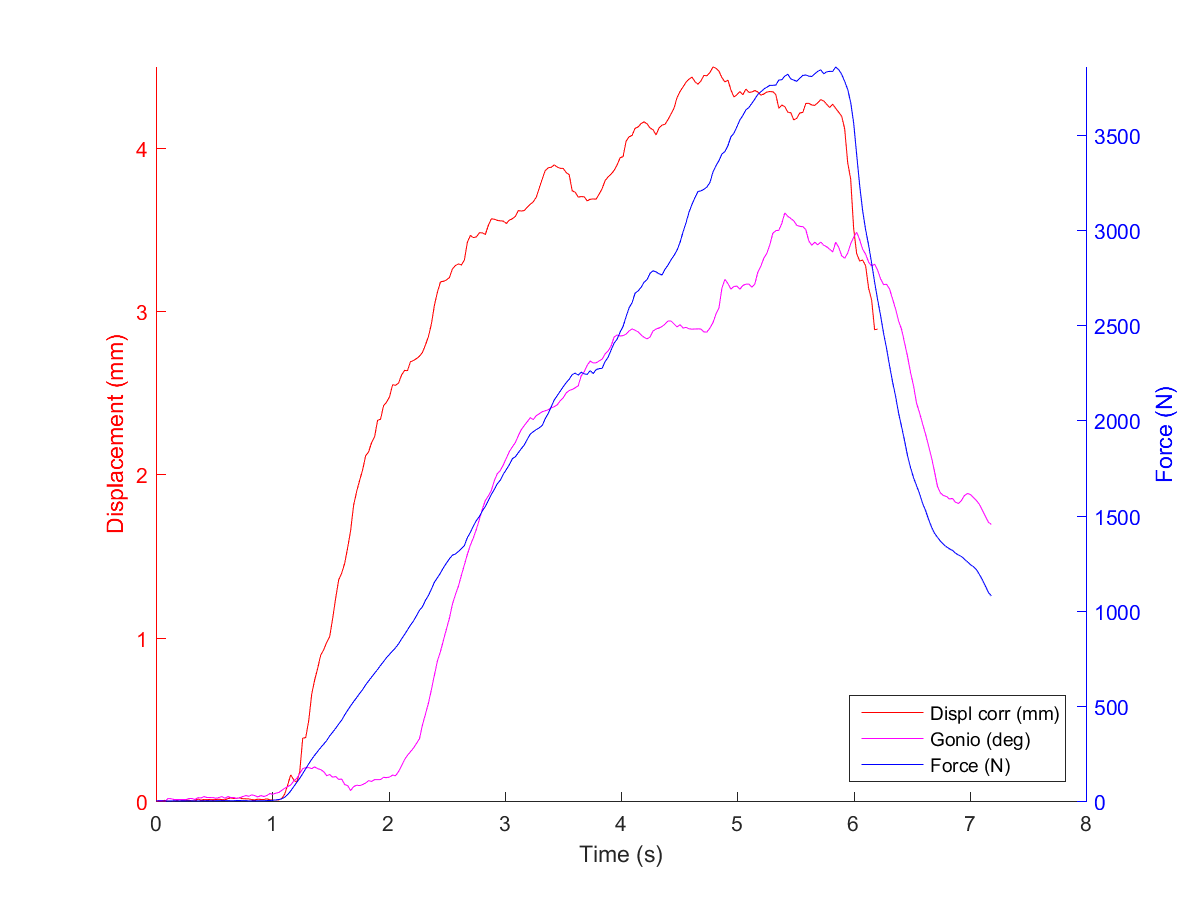 4
3
2
1
0
Displacement (mm)
3500
3000
2500
2000
1500
1000
500
0
Force (N)
Displ corr (mm)
Gonio (deg)
Force (N)
0 1 2 3 4 5 6 7 8
Time (s)